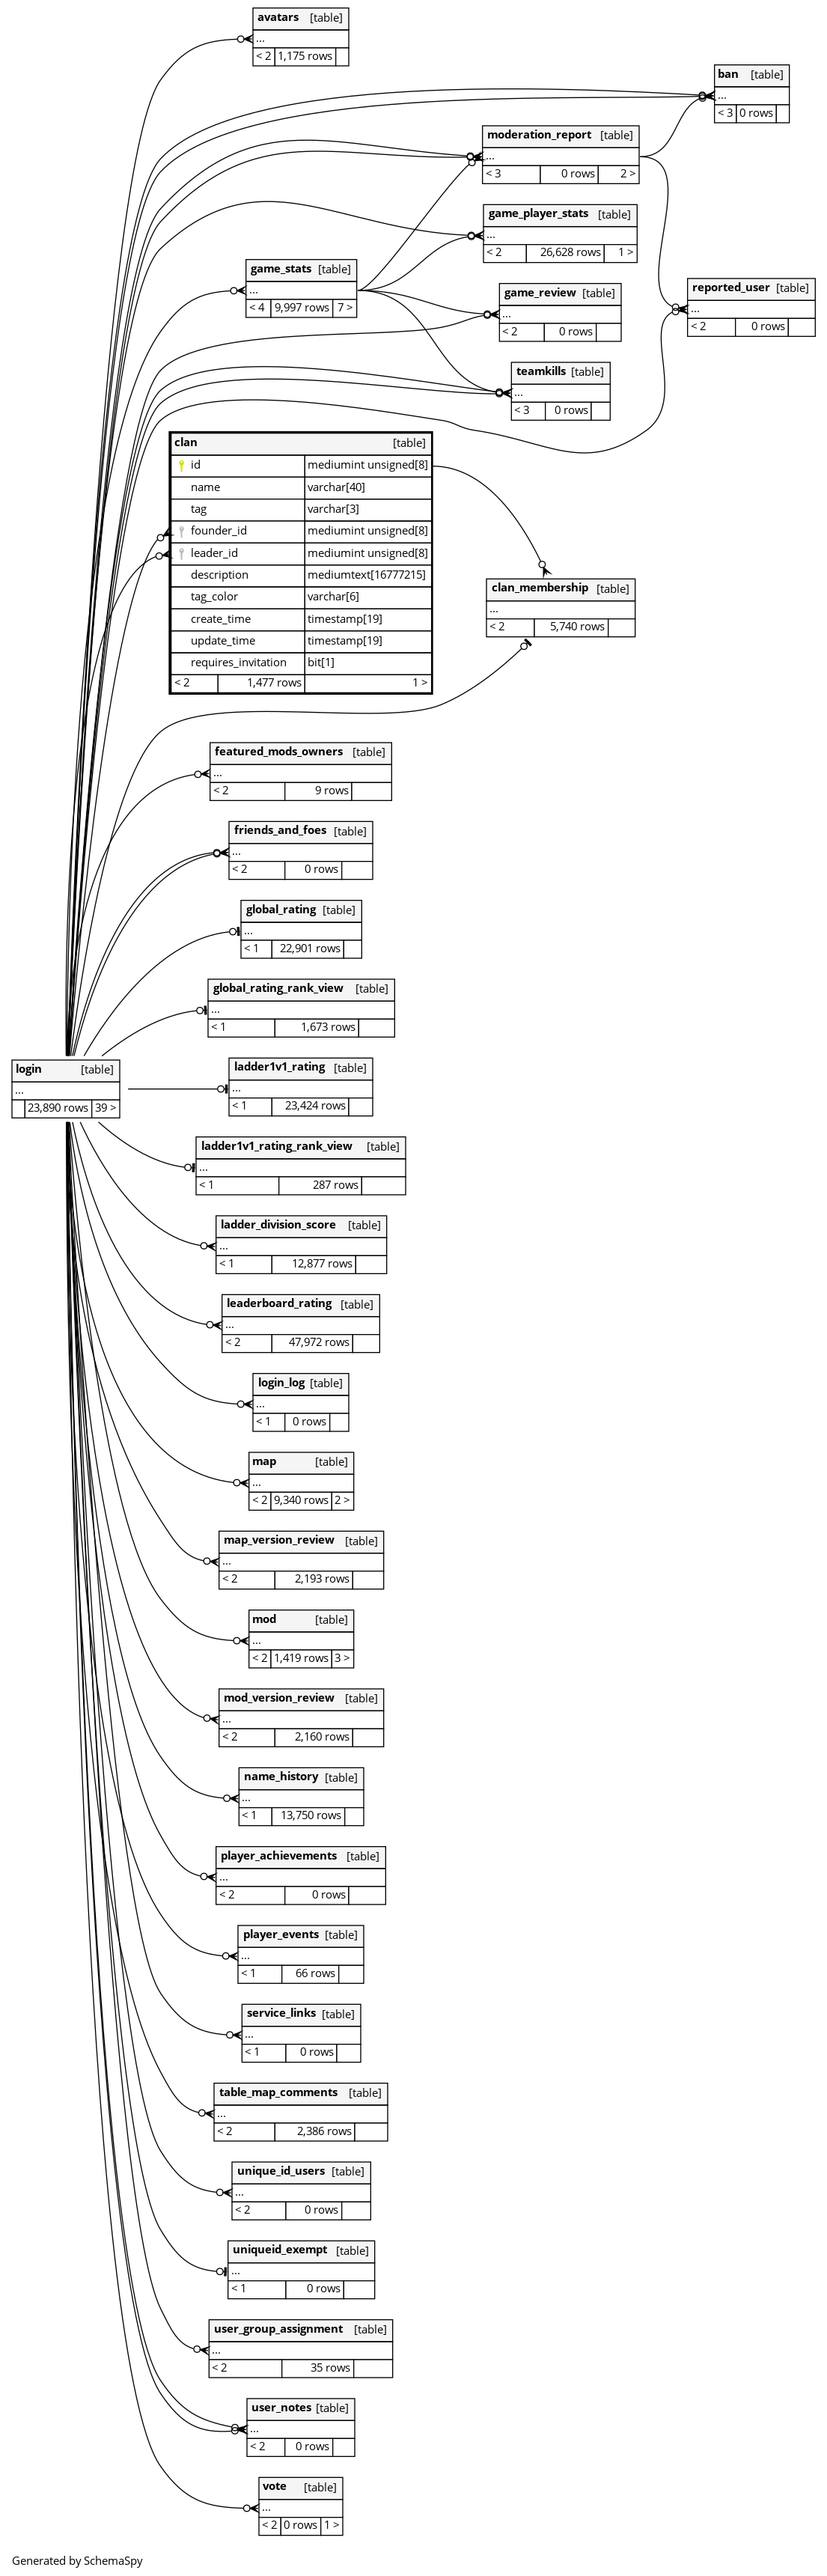 avatars [table]
...
< 2 1,175 rows
ban [table]
...
< 3 0 rows
moderation_report [table]
...
< 3 0 rows 2 >
game_player_stats [table]
...
< 2 26,628 rows 1 >
game_stats [table]
...
< 4 9,997 rows 7 >
game_review [table]
...
< 2 0 rows
reported_user [table]
...
< 2 0 rows
teamkills [table]
...
< 3 0 rows
clan [table]
id mediumint unsigned[8]
name varchar[40]
tag varchar[3]
founder_id mediumint unsigned[8]
leader_id mediumint unsigned[8]
description mediumtext[16777215]
tag_color varchar[6]
create_time timestamp[19]
update_time timestamp[19]
requires_invitation bit[1]
< 2 1,477 rows 1 >
clan_membership [table]
...
< 2 5,740 rows
featured_mods_owners [table]
...
< 2 9 rows
friends_and_foes [table]
...
< 2 0 rows
global_rating [table]
...
< 1 22,901 rows
global_rating_rank_view [table]
...
< 1 1,673 rows
login [table]
...
23,890 rows 39 >
ladder1v1_rating [table]
...
< 1 23,424 rows
ladder1v1_rating_rank_view [table]
...
< 1 287 rows
ladder_division_score [table]
...
< 1 12,877 rows
leaderboard_rating [table]
...
< 2 47,972 rows
login_log [table]
...
< 1 0 rows
map [table]
...
< 2 9,340 rows 2 >
map_version_review [table]
...
< 2 2,193 rows
mod [table]
...
< 2 1,419 rows 3 >
mod_version_review [table]
...
< 2 2,160 rows
name_history [table]
...
< 1 13,750 rows
player_achievements [table]
...
< 2 0 rows
player_events [table]
...
< 1 66 rows
service_links [table]
...
< 1 0 rows
table_map_comments [table]
...
< 2 2,386 rows
unique_id_users [table]
...
< 2 0 rows
uniqueid_exempt [table]
...
< 1 0 rows
user_group_assignment [table]
...
< 2 35 rows
user_notes [table]
...
< 2 0 rows
vote [table]
...
< 2 0 rows 1 >
Generated by SchemaSpy